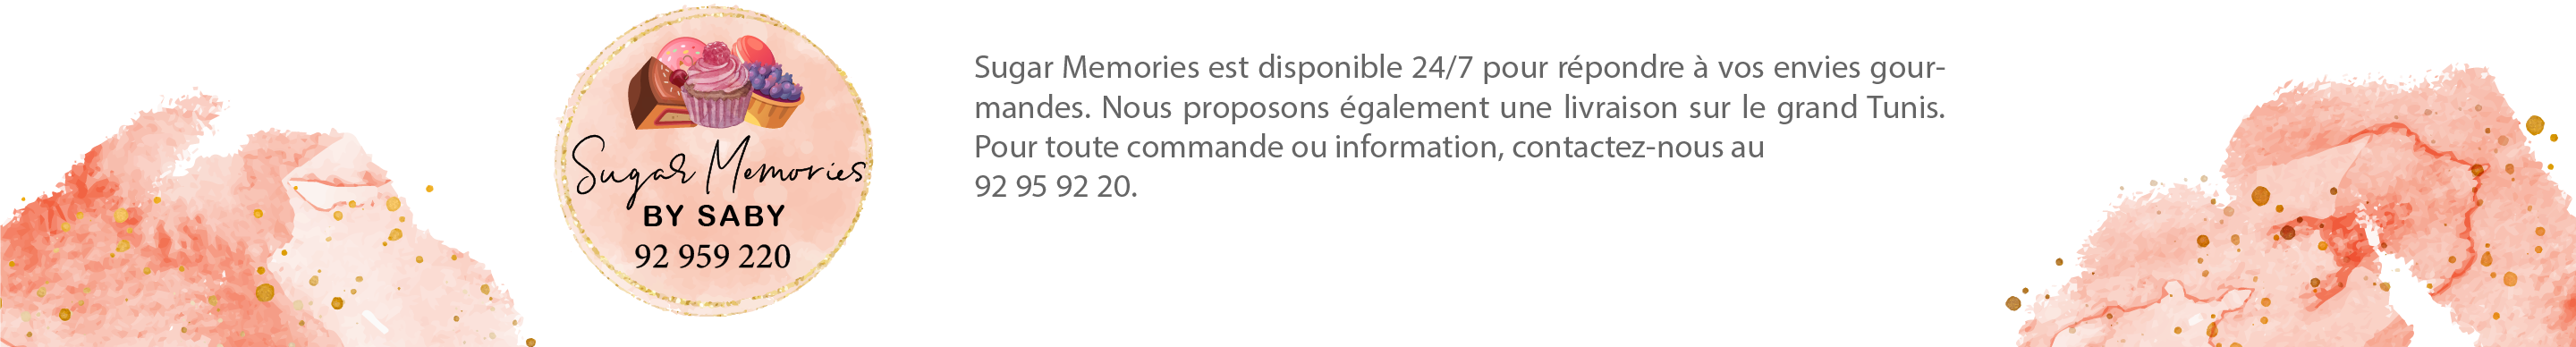 Sugar Memories
BY SABY
92 959 220
Sugar Memories est disponible 24/7 pour répondre à vos envies gour-
mandes. Nous proposons également une livraison sur le grand Tunis.
Pour toute commande ou information, contactez-nous au
92 95 92 20.